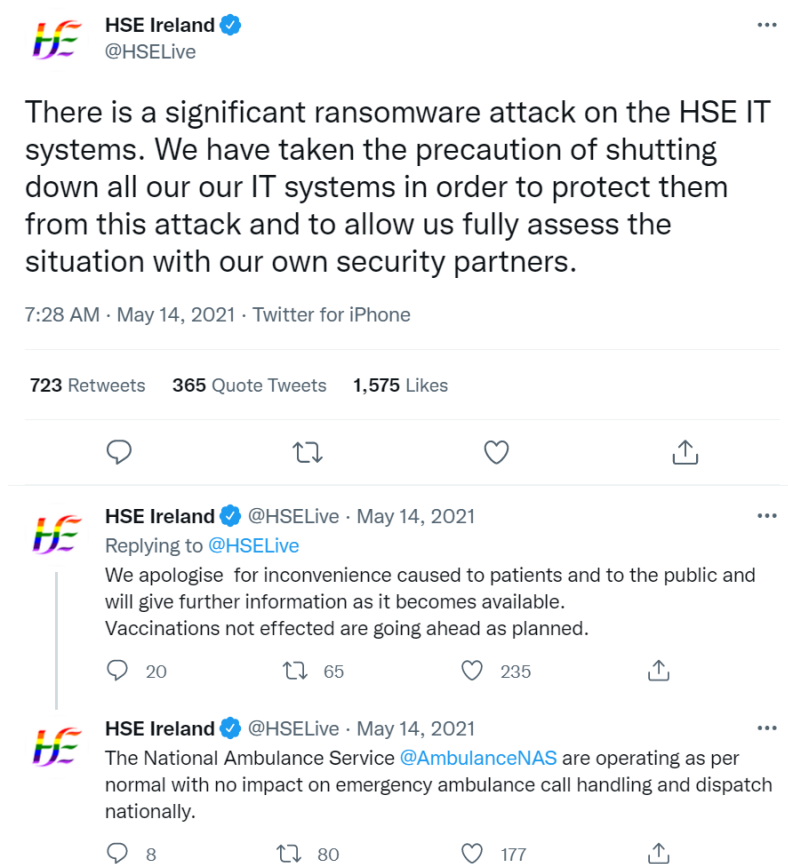 HSE Ireland
@HSELive
There is a significant ransomware attack on the HSE IT
systems. We have taken the precaution of shutting
down all our our IT systems in order to protect them
from this attack and to allow us fully assess the
situation with our own security partners.
7:28 AM · May 14, 2021 · Twitter for iPhone
723 Retweets 365 Quote Tweets 1,575 Likes
HSE Ireland @HSELive · May 14, 2021
Replying to @HSELive
We apologise  for inconvenience caused to patients and to the public and
will give further information as it becomes available.
Vaccinations not effected are going ahead as planned.
20 65 235
HSE Ireland @HSELive · May 14, 2021
The National Ambulance Service @AmbulanceNAS are operating as per
normal with no impact on emergency ambulance call handling and dispatch
nationally.
8 80 177